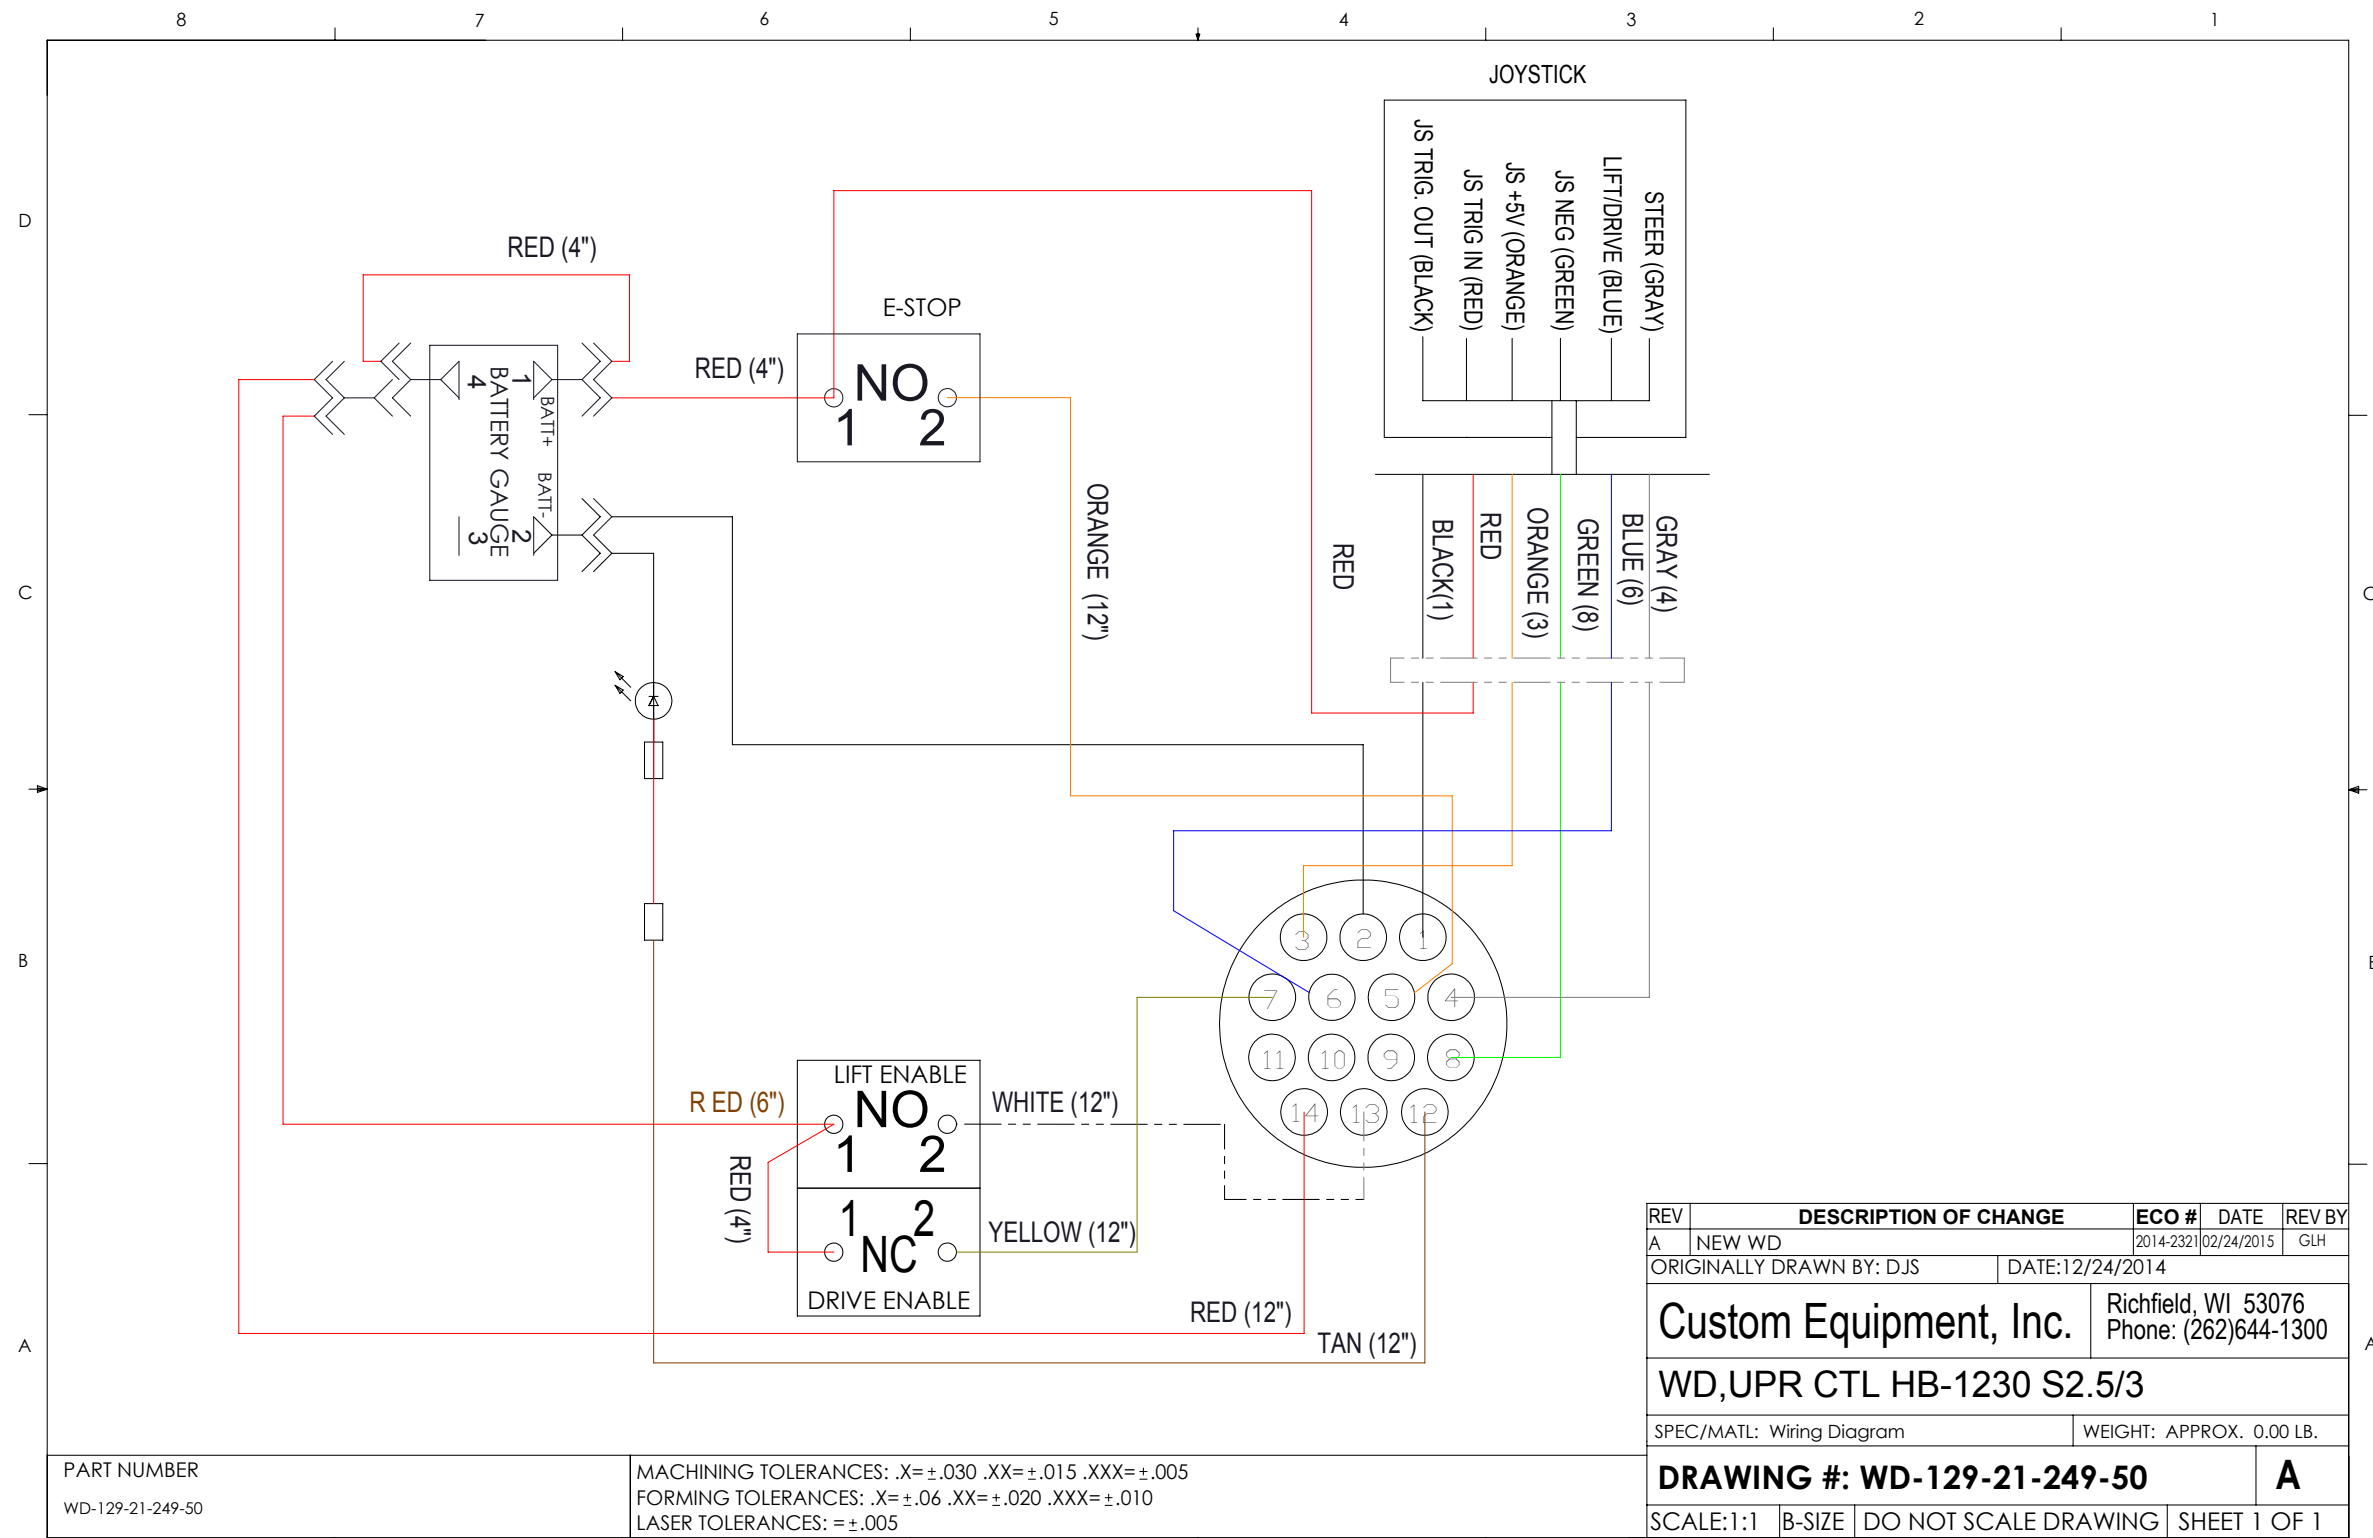 8 7 6 5 4 3 2 1
D
C
B
A
C
A
JOYSTICK
JS TRIG. OUT (BLACK)
JS TRIG IN (RED)
JS +5V (ORANGE)
JS NEG (GREEN)
LIFT/DRIVE (BLUE)
STEER (GRAY)
BLACK(1)
RED
ORANGE (3)
GREEN (8)
BLUE (6)
GRAY (4)
RED (4")
BATTERY GAUGE
1
BATT+
BATT-
2
3
4
RED (4")
E-STOP
NO
1 2
ORANGE (12")
RED
3 2 1
7 6 5 4
11 10 9 8
14 13 12
R ED (6")
LIFT ENABLE
NO
1 2
WHITE (12")
RED (4")
1 2
NC
DRIVE ENABLE
YELLOW (12")
RED (12")
TAN (12")
REV DESCRIPTION OF CHANGE ECO # DATE REV BY
A NEW WD 2014-2321 02/24/2015 GLH
ORIGINALLY DRAWN BY: DJS DATE:12/24/2014
Custom Equipment, Inc.
Richfield, WI 53076
Phone: (262)644-1300
WD,UPR CTL HB-1230 S2.5/3
SPEC/MATL: Wiring Diagram WEIGHT: APPROX. 0.00 LB.
DRAWING #: WD-129-21-249-50 A
SCALE:1:1 B-SIZE DO NOT SCALE DRAWING SHEET 1 OF 1
PART NUMBER
WD-129-21-249-50
MACHINING TOLERANCES: .X=±.030 .XX=±.015 .XXX=±.005
FORMING TOLERANCES: .X=±.06 .XX=±.020 .XXX=±.010
LASER TOLERANCES: =±.005